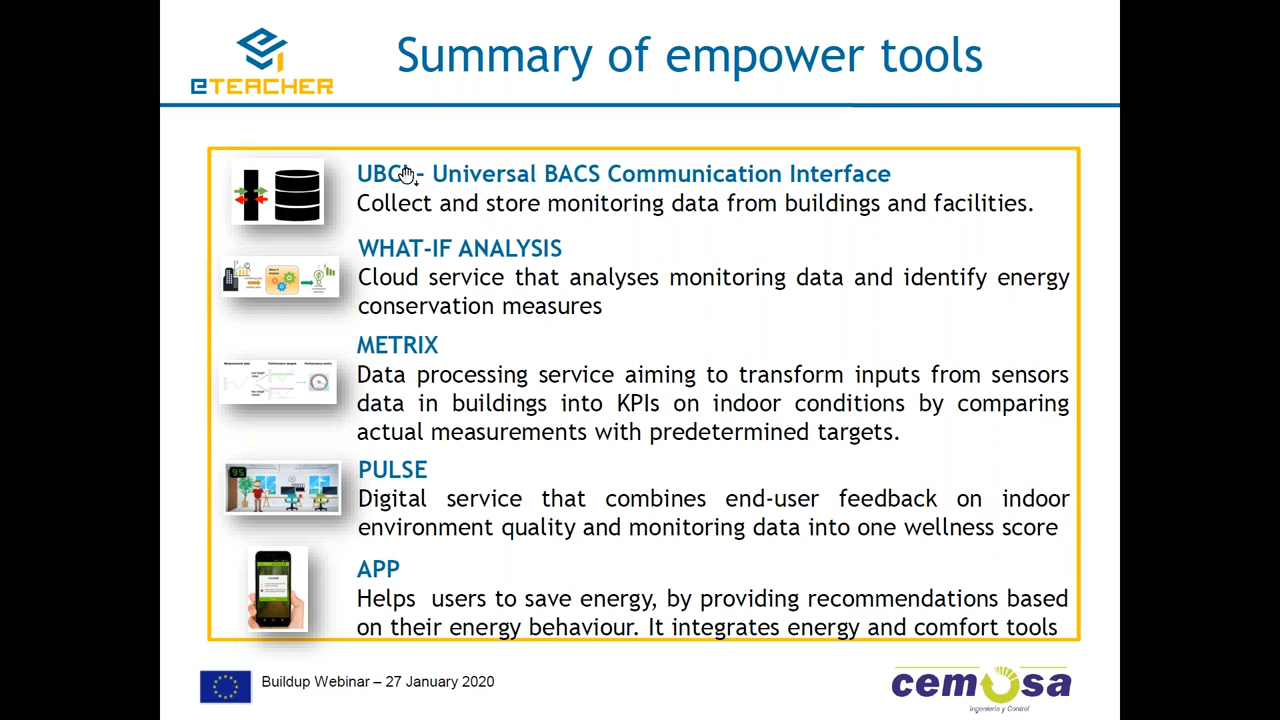 eTEACHER
Summary of empower tools
UBCI – Universal BACS Communication Interface
Collect and store monitoring data from buildings and facilities.
WHAT-IF ANALYSIS
Cloud service that analyses monitoring data and identify energy
conservation measures
METRIX
Data processing service aiming to transform inputs from sensors
data in buildings into KPIs on indoor conditions by comparing
actual measurements with predetermined targets.
PULSE
Digital service that combines end-user feedback on indoor
environment quality and monitoring data into one wellness score
APP
Helps users to save energy, by providing recommendations based
on their energy behaviour. It integrates energy and comfort tools
Buildup Webinar – 27 January 2020
cemosa
Ingeniería y Control